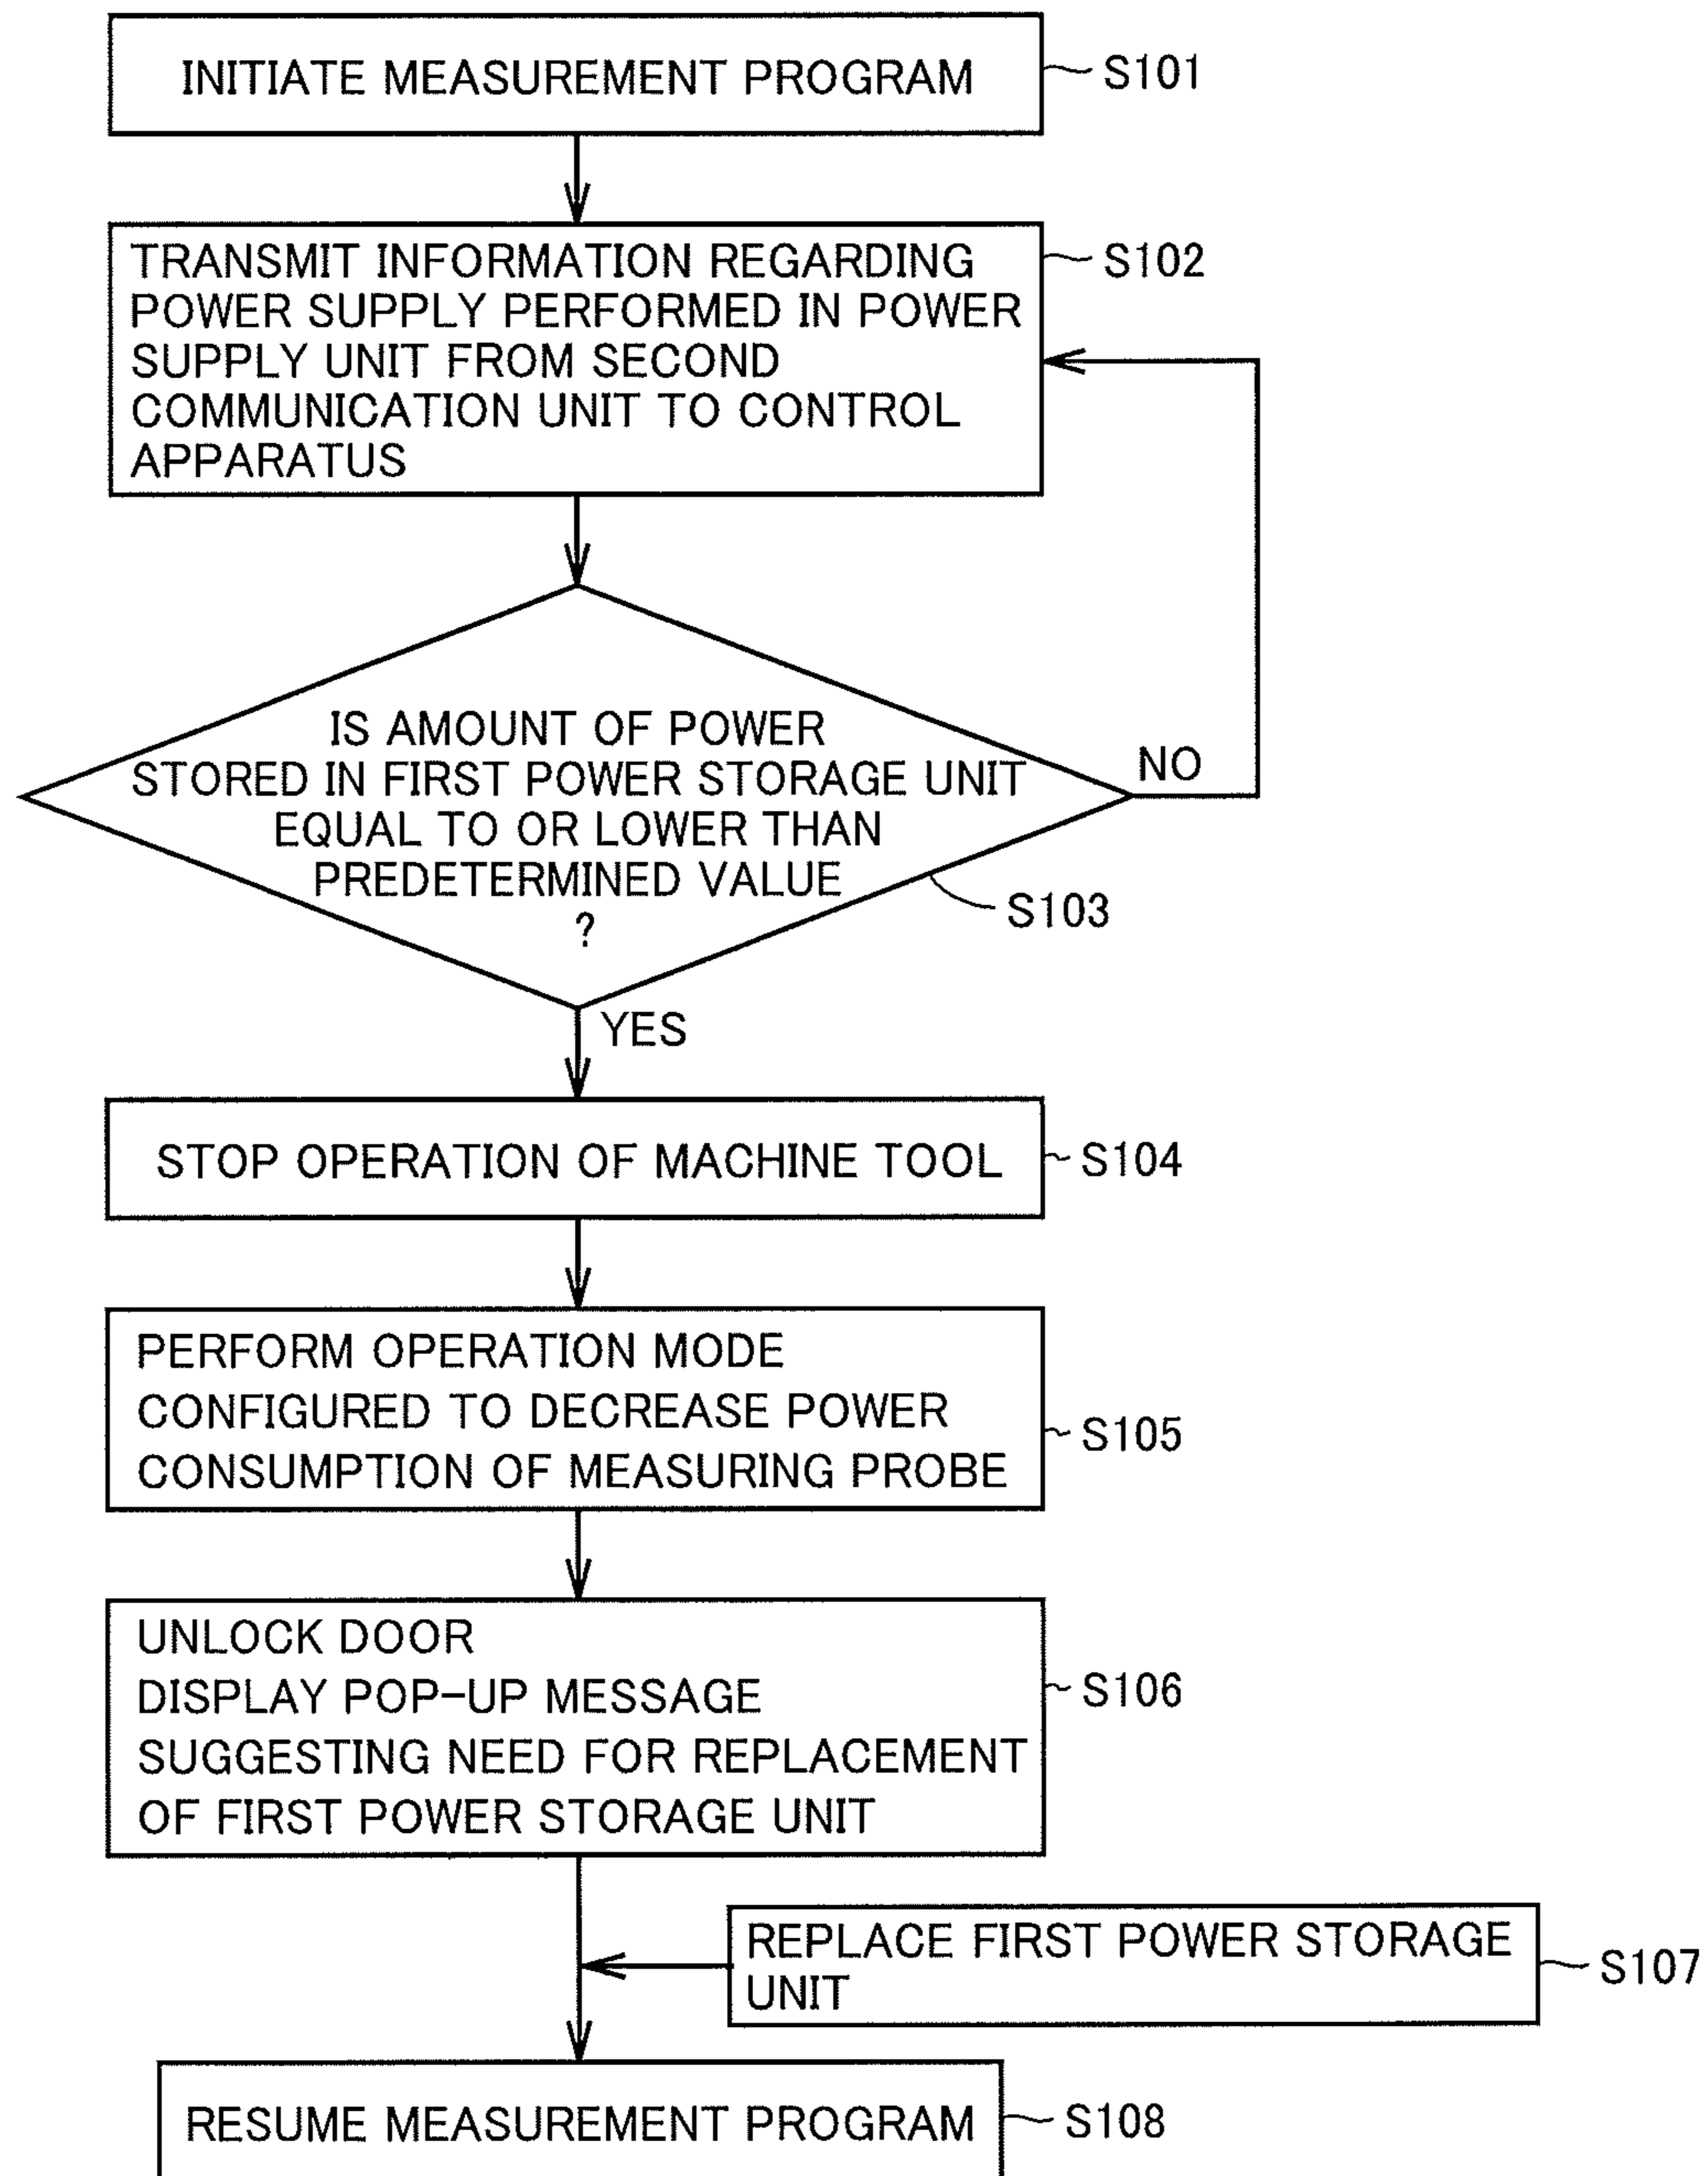 INITIATE MEASUREMENT PROGRAM
S101
TRANSMIT INFORMATION REGARDING
POWER SUPPLY PERFORMED IN POWER
SUPPLY UNIT FROM SECOND
COMMUNICATION UNIT TO CONTROL
APPARATUS
S102
IS AMOUNT OF POWER
STORED IN FIRST POWER STORAGE UNIT
EQUAL TO OR LOWER THAN
PREDETERMINED VALUE
?
NO
S103
YES
STOP OPERATION OF MACHINE TOOL
S104
PERFORM OPERATION MODE
CONFIGURED TO DECREASE POWER
CONSUMPTION OF MEASURING PROBE
S105
UNLOCK DOOR
DISPLAY POP-UP MESSAGE
SUGGESTING NEED FOR REPLACEMENT
OF FIRST POWER STORAGE UNIT
S106
REPLACE FIRST POWER STORAGE
UNIT
S107
RESUME MEASUREMENT PROGRAM
S108